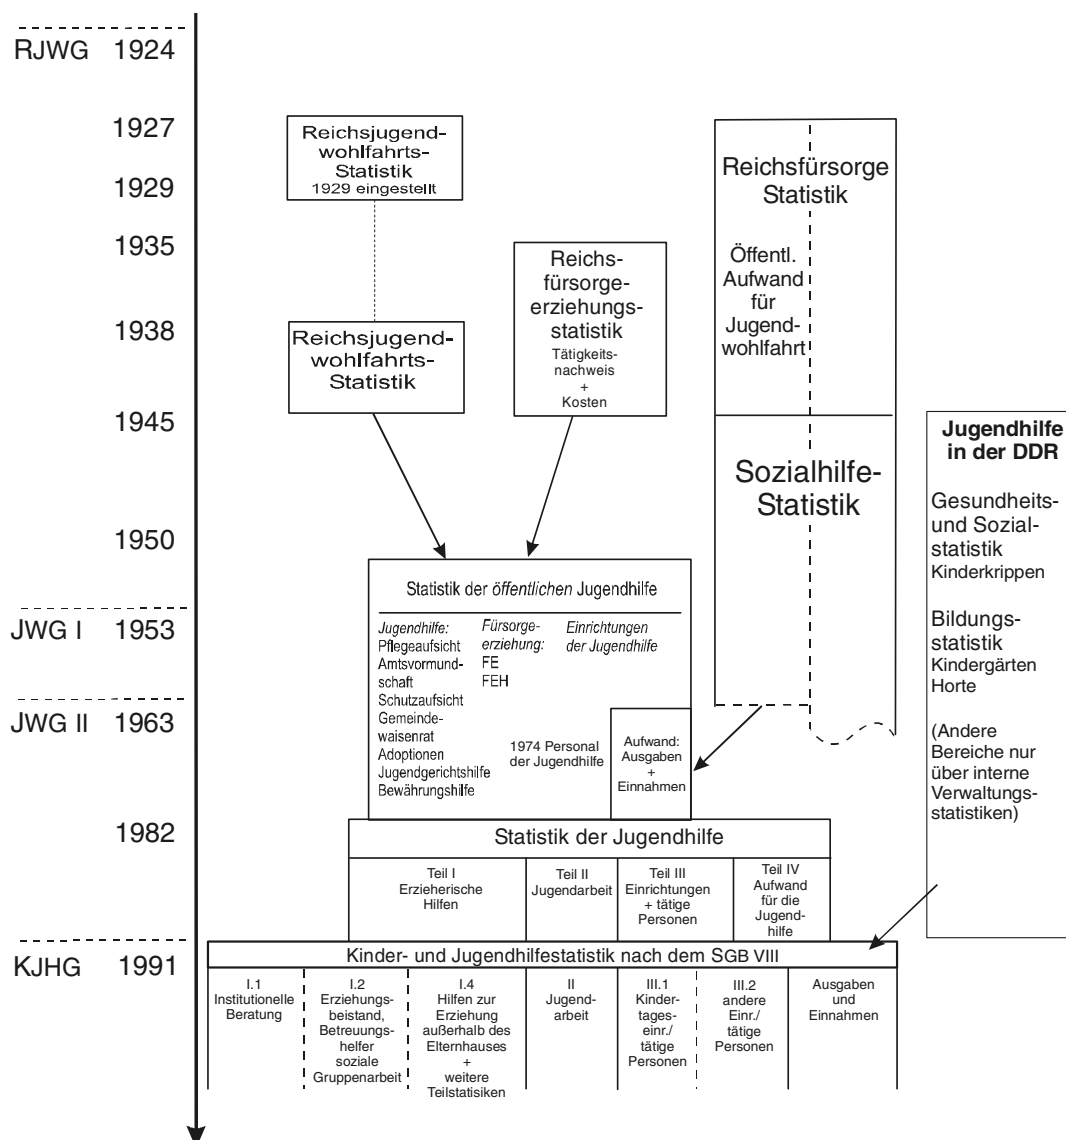 RJWG 1924
1927
1929
1935
1938
1945
1950
JWG I 1953
JWG II 1963
1982
KJHG 1991
Reichsjugend-
wohlfahrts-
Statistik
1929 eingestellt
Reichsjugend-
wohlfahrts-
Statistik
Reichs-
fürsorge-
erziehungs-
statistik
Tätigkeits-
nachweis
+
Kosten
Reichsfürsorge
Statistik
Öffentl.
Aufwand
für
Jugend-
wohlfahrt
Sozialhilfe-
Statistik
Jugendhilfe
in der DDR
Gesundheits-
und Sozial-
statistik
Kinderkrippen
Bildungs-
statistik
Kindergärten
Horte
(Andere
Bereiche nur
über interne
Verwaltungs-
statistiken)
Statistik der öffentlichen Jugendhilfe
Jugendhilfe:
Pflegeaufsicht
Amtsvormund-
schaft
Schutzaufsicht
Gemeinde-
waisenrat
Adoptionen
Jugendgerichtshilfe
Bewährungshilfe
Fürsorge-
erziehung:
FE
FEH
Einrichtungen
der Jugendhilfe
1974 Personal
der Jugendhilfe
Aufwand:
Ausgaben
+
Einnahmen
Statistik der Jugendhilfe
Teil I
Erzieherische
Hilfen
Teil II
Jugendarbeit
Teil III
Einrichtungen
+ tätige
Personen
Teil IV
Aufwand
für die
Jugend-
hilfe
Kinder- und Jugendhilfestatistik nach dem SGB VIII
I.1
Institutionelle
Beratung
I.2
Erziehungs-
beistand,
Betreuungs-
helfer
soziale
Gruppenarbeit
I.4
Hilfen zur
Erziehung
außerhalb des
Elternhauses
+
weitere
Teilstatisiken
II
Jugend-
arbeit
III.1
Kinder-
tages-
einr./
tätige
Personen
III.2
andere
Einr./
tätige
Personen
Ausgaben
und
Einnahmen